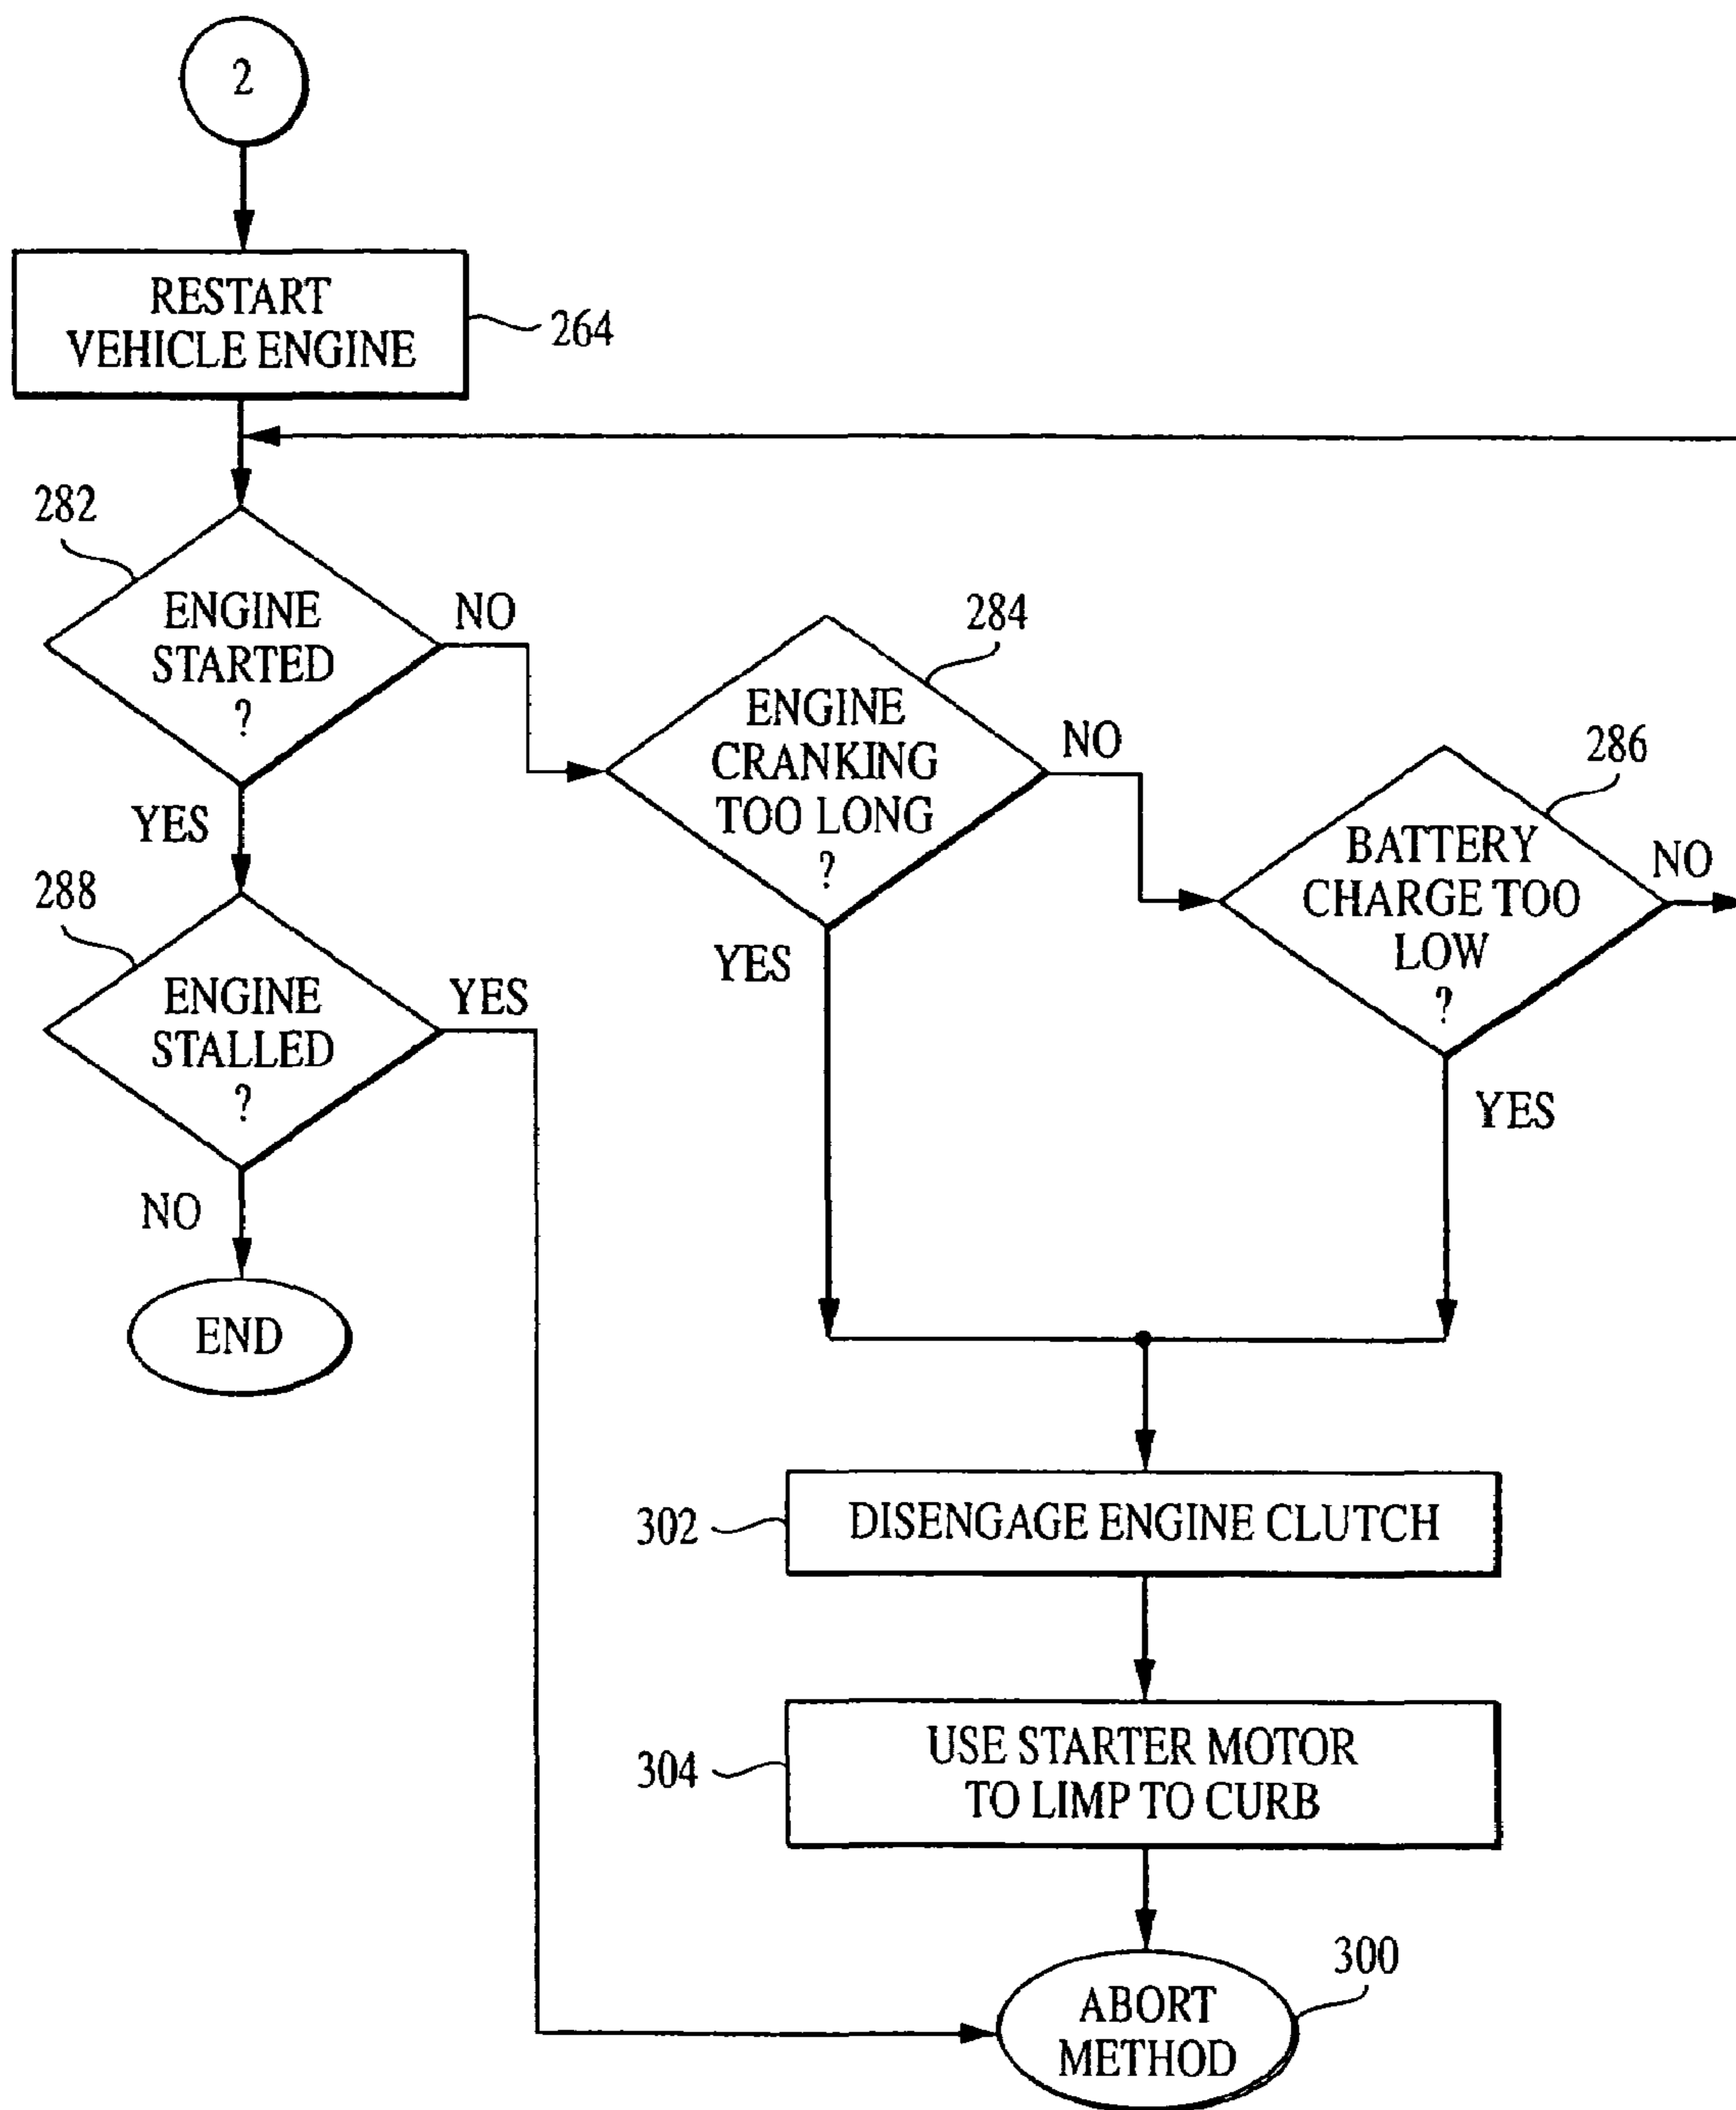 2
RESTART
VEHICLE ENGINE
264
282
ENGINE
STARTED
?
NO
YES
284
ENGINE
CRANKING
TOO LONG
?
NO
YES
286
BATTERY
CHARGE TOO
LOW
?
NO
YES
288
ENGINE
STALLED
?
YES
NO
END
302
DISENGAGE ENGINE CLUTCH
304
USE STARTER MOTOR
TO LIMP TO CURB
300
ABORT
METHOD